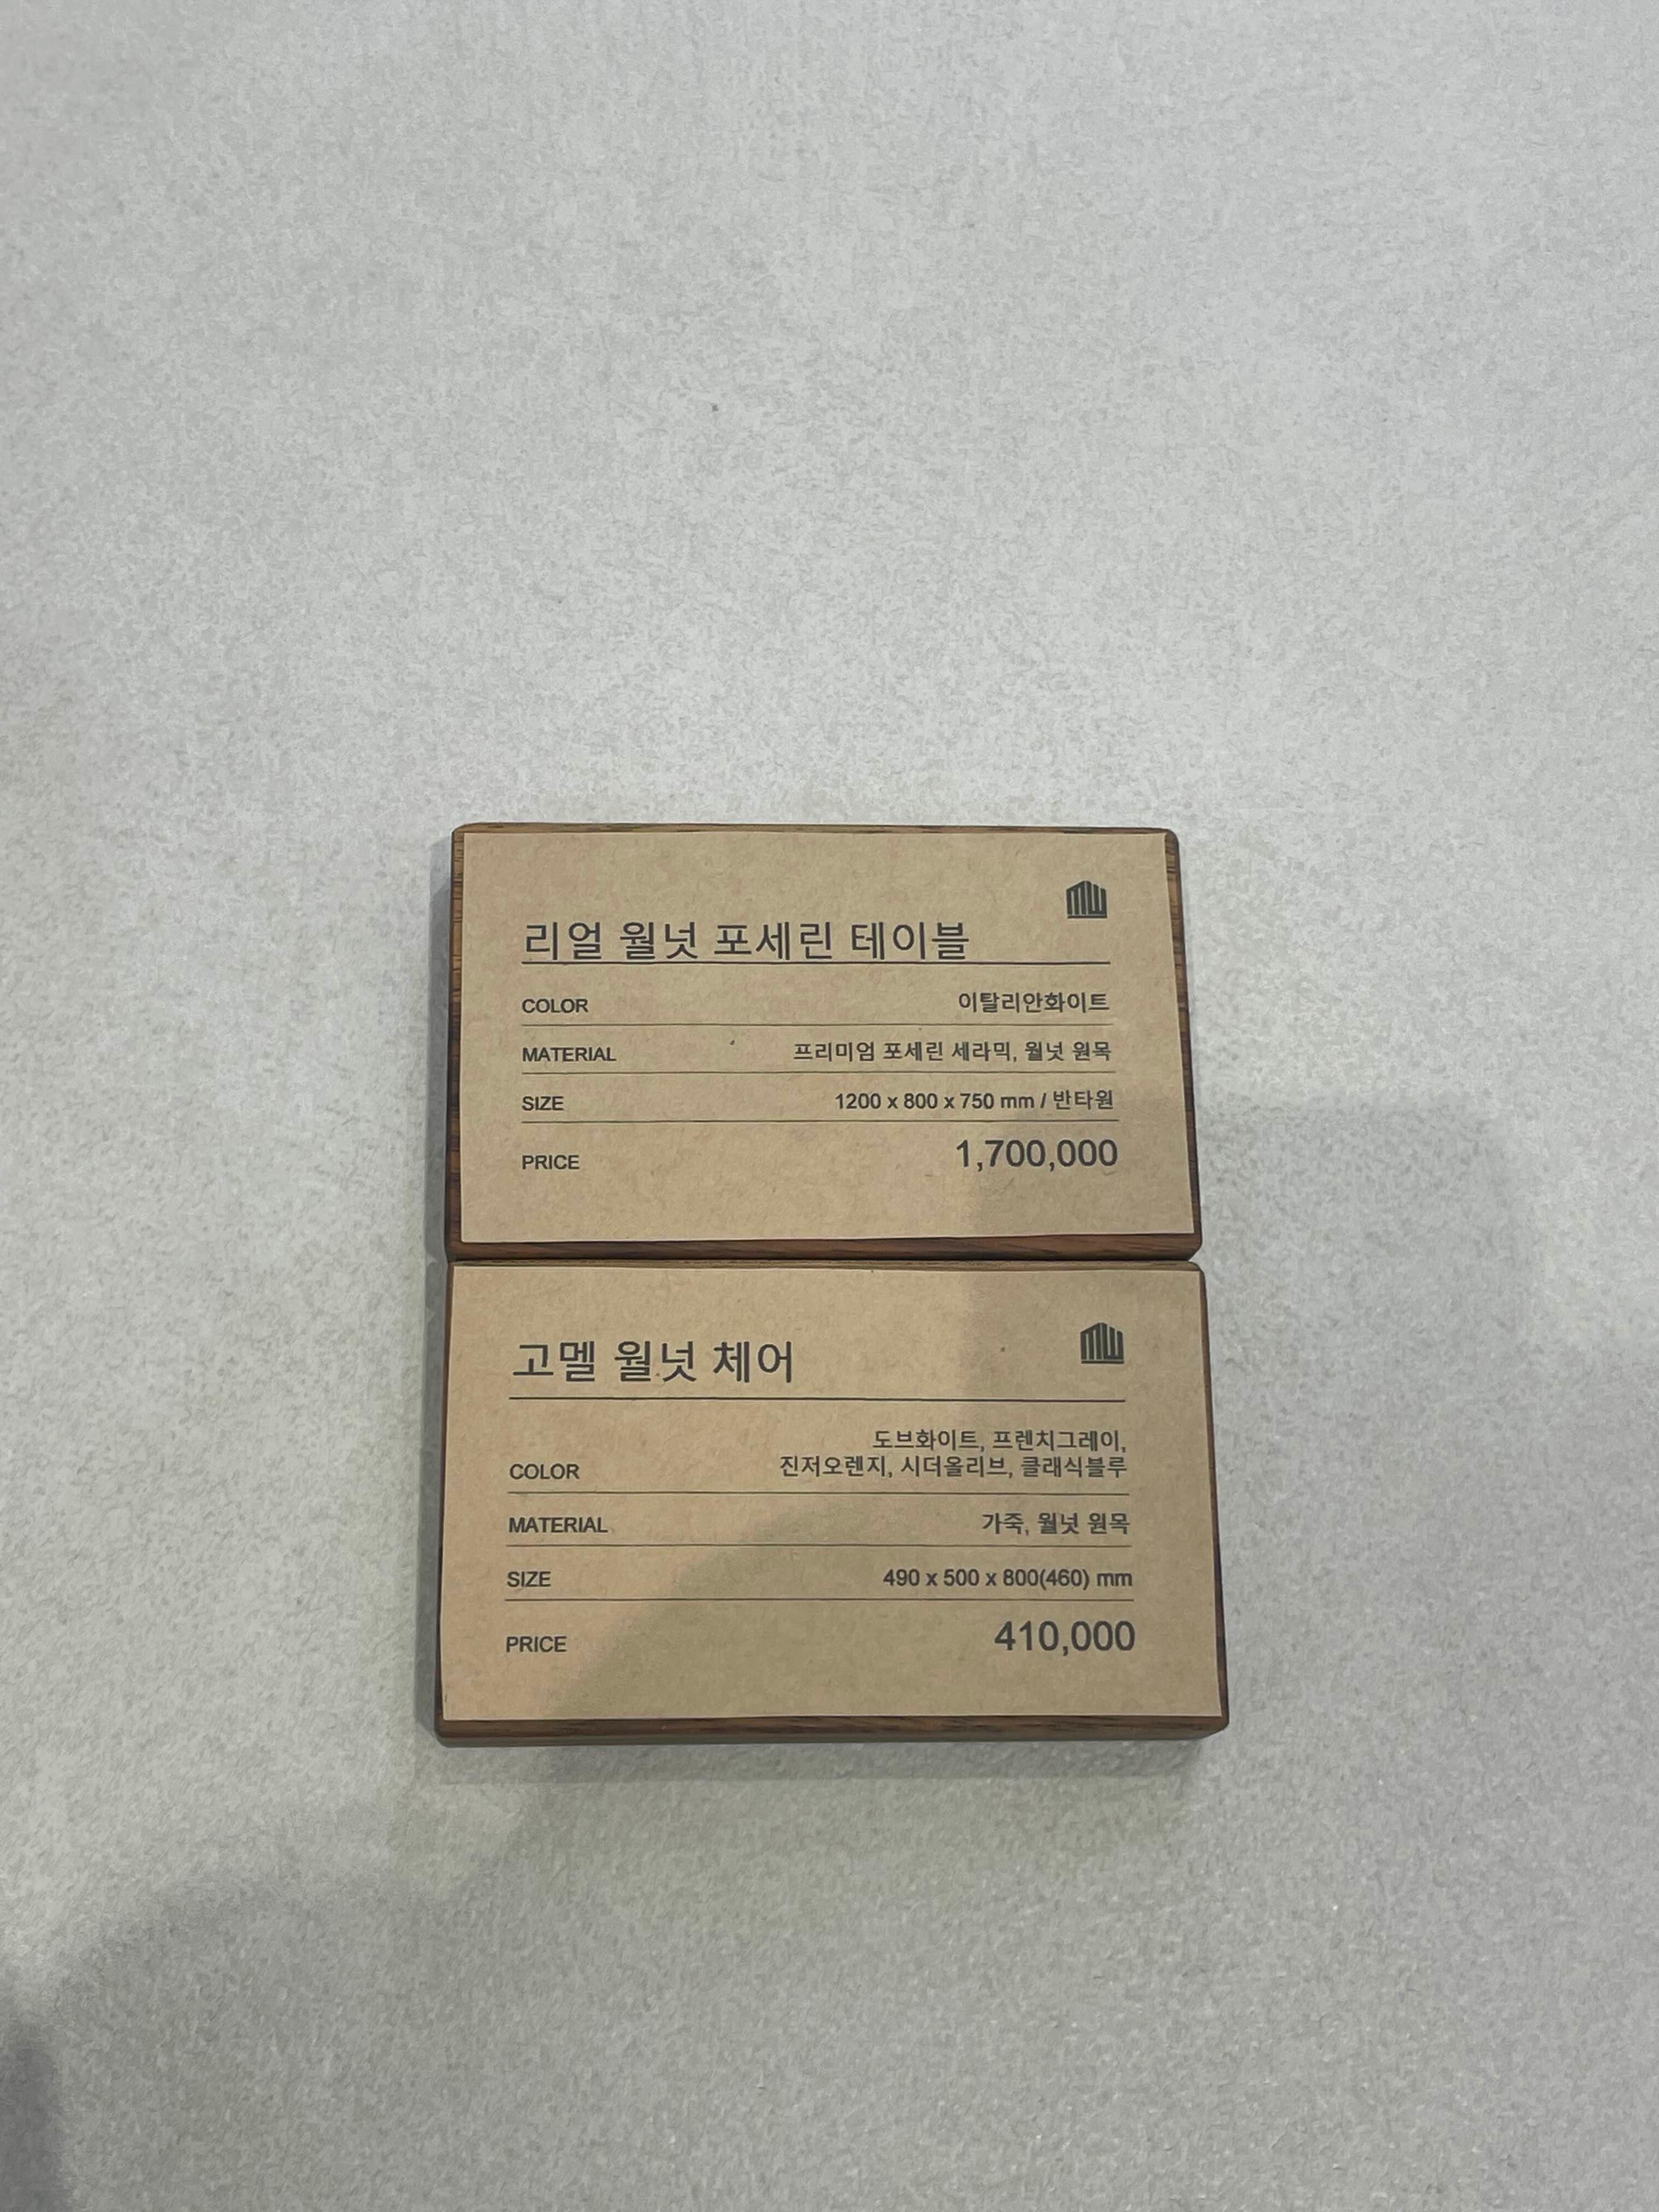 MW
리얼 월넛 포세린 테이블
COLOR 이탈리안화이트
MATERIAL 프리미엄 포세린 세라믹, 월넛 원목
SIZE 1200 x 800 x 750 mm / 반타원
PRICE 1,700,000
MW
고멜 월넛 체어
도브화이트, 프렌치그레이,
COLOR 진저오렌지, 시더올리브, 클래식블루
MATERIAL 가죽, 월넛 원목
SIZE 490 x 500 x 800(460) mm
PRICE 410,000